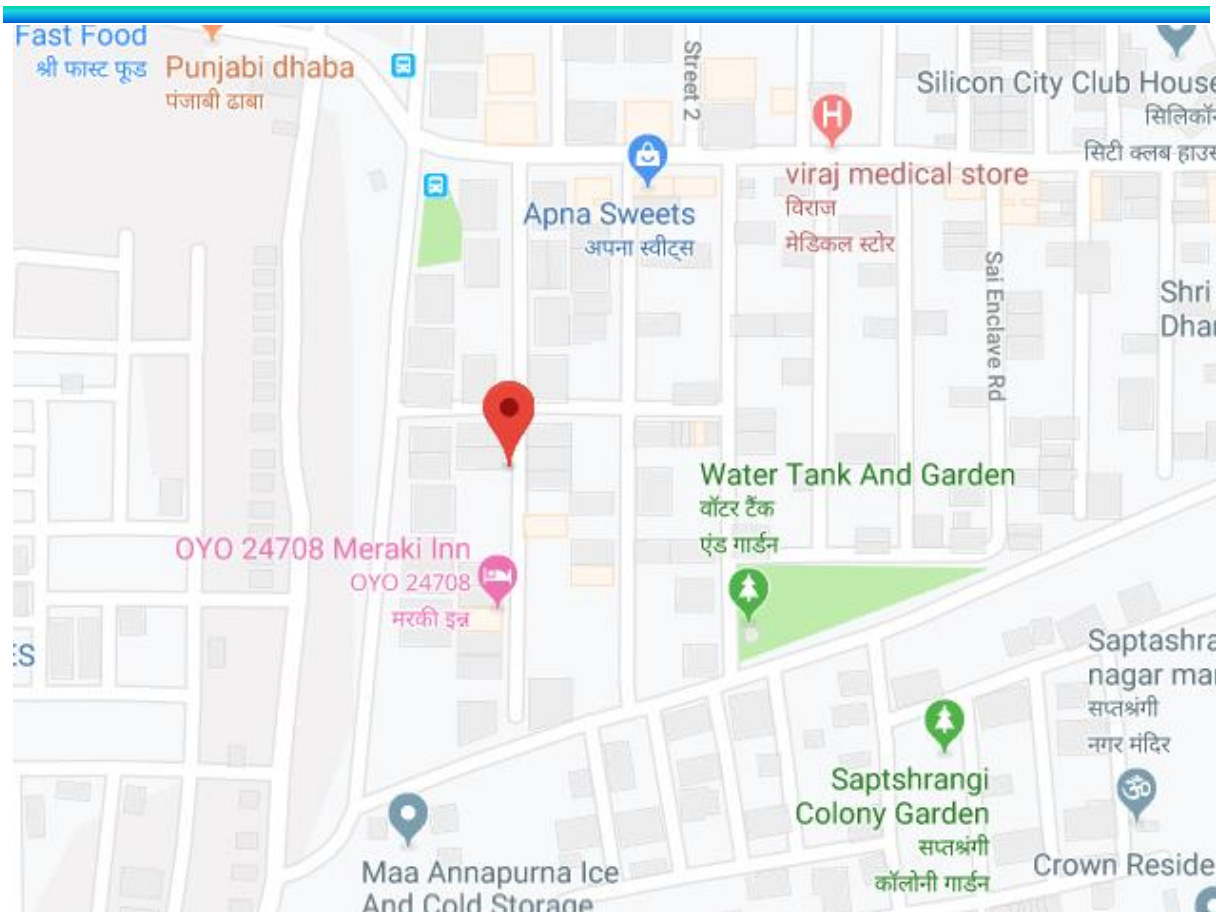 Fast Food
श्री फास्ट फूड
Punjabi dhaba
पंजाबी ढाबा
Street 2
Silicon City Club House
सिलिकॉन
सिटी क्लब हाउस
H
viraj medical store
विराज
मेडिकल स्टोर
Apna Sweets
अपना स्वीट्स
Sai Enclave Rd
Shri
Dhar
Water Tank And Garden
वॉटर टैंक
एंड गार्डन
OYO 24708 Meraki Inn
OYO 24708
मरकी इन्न
ES
Saptashra
nagar mar
सप्तश्रंगी
नगर मंदिर
ॐ
Saptshrangi
Colony Garden
सप्तश्रंगी
कॉलोनी गार्डन
Crown Reside
Maa Annapurna Ice
And Cold Storage